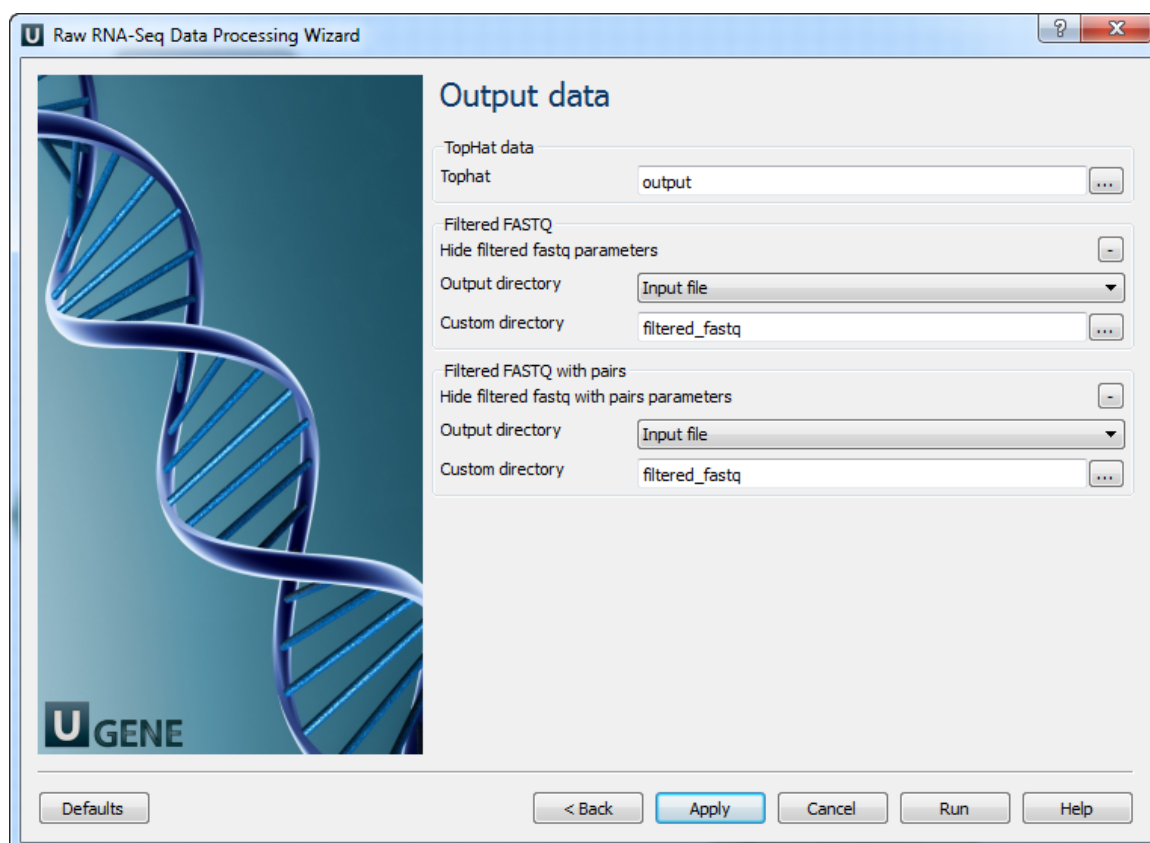 U Raw RNA-Seq Data Processing Wizard
Output data
TopHat data
Tophat output ...
Filtered FASTQ
Hide filtered fastq parameters -
Output directory Input file
Custom directory filtered_fastq ...
Filtered FASTQ with pairs
Hide filtered fastq with pairs parameters -
Output directory Input file
Custom directory filtered_fastq ...
U GENE
Defaults < Back Apply Cancel Run Help